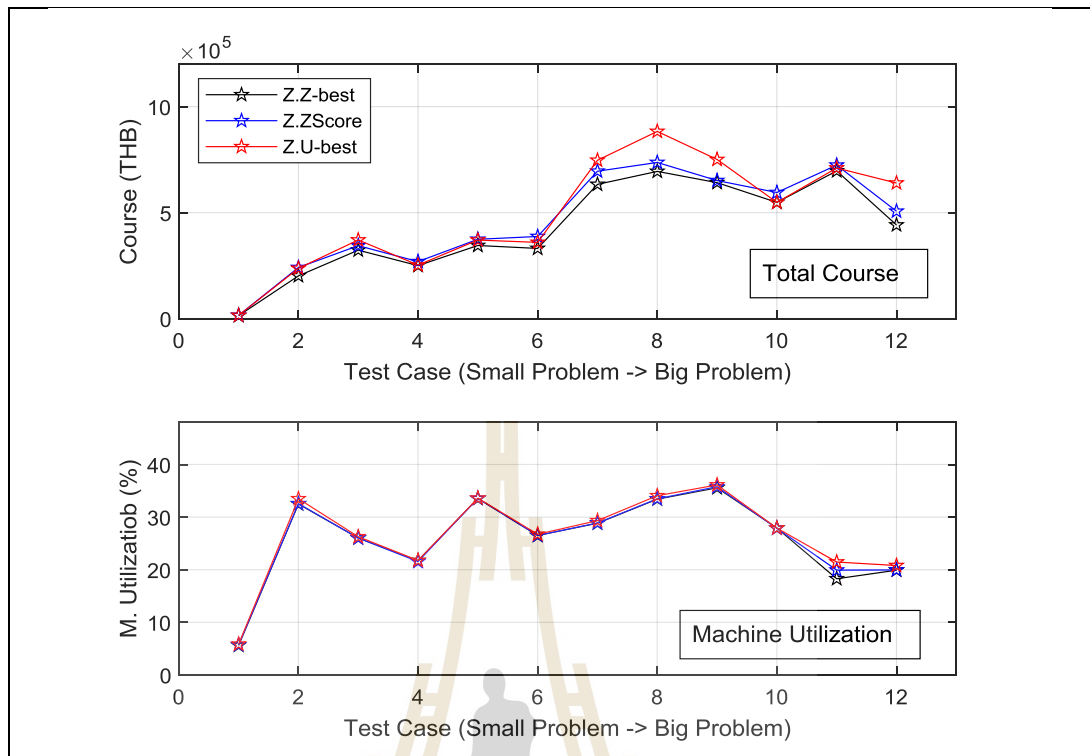 ×10⁵
Z.Z-best
Z.ZScore
Z.U-best
10
5
0
Course (THB)
Total Course
0 2 4 6 8 10 12
Test Case (Small Problem -> Big Problem)
40
30
20
10
0
M. Utilizatiob (%)
Machine Utilization
0 2 4 6 8 10 12
Test Case (Small Problem -> Big Problem)